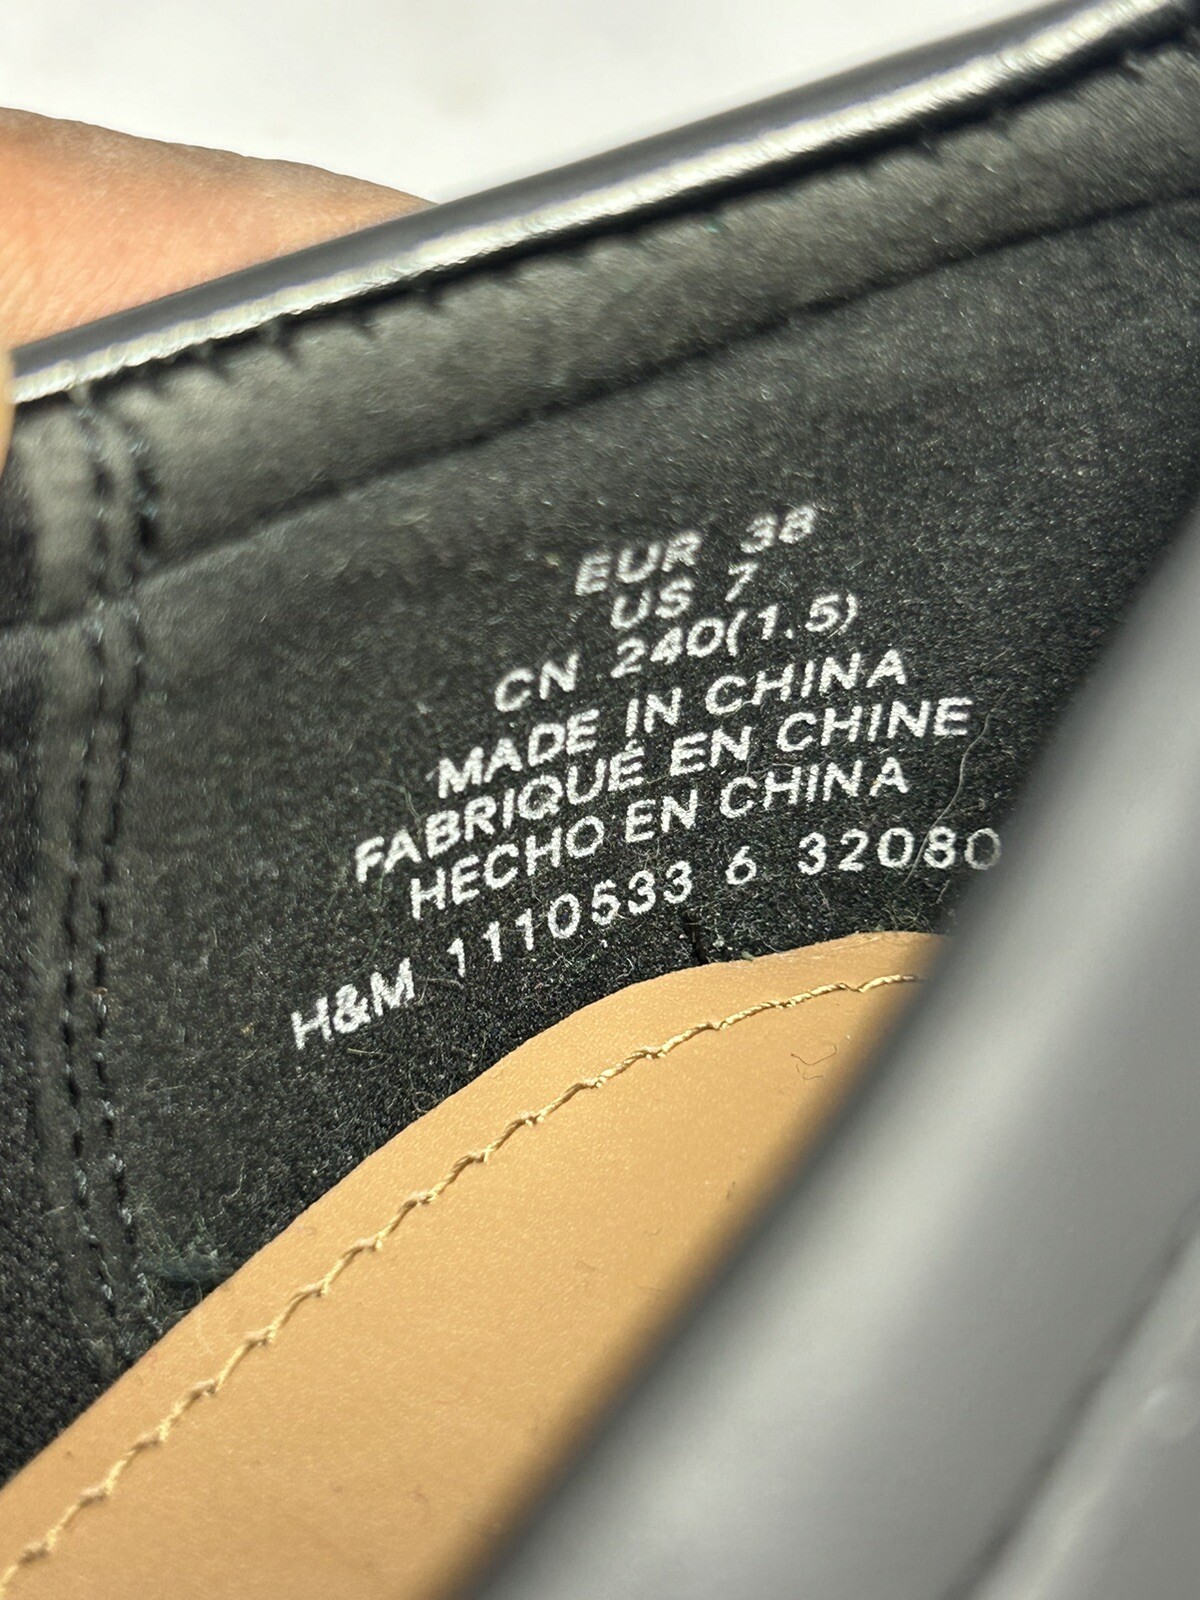 EUR 38
US 7
CN 240(1.5)
MADE IN CHINA
FABRIQUÉ EN CHINE
HECHO EN CHINA
H&M 1110533 6 32080